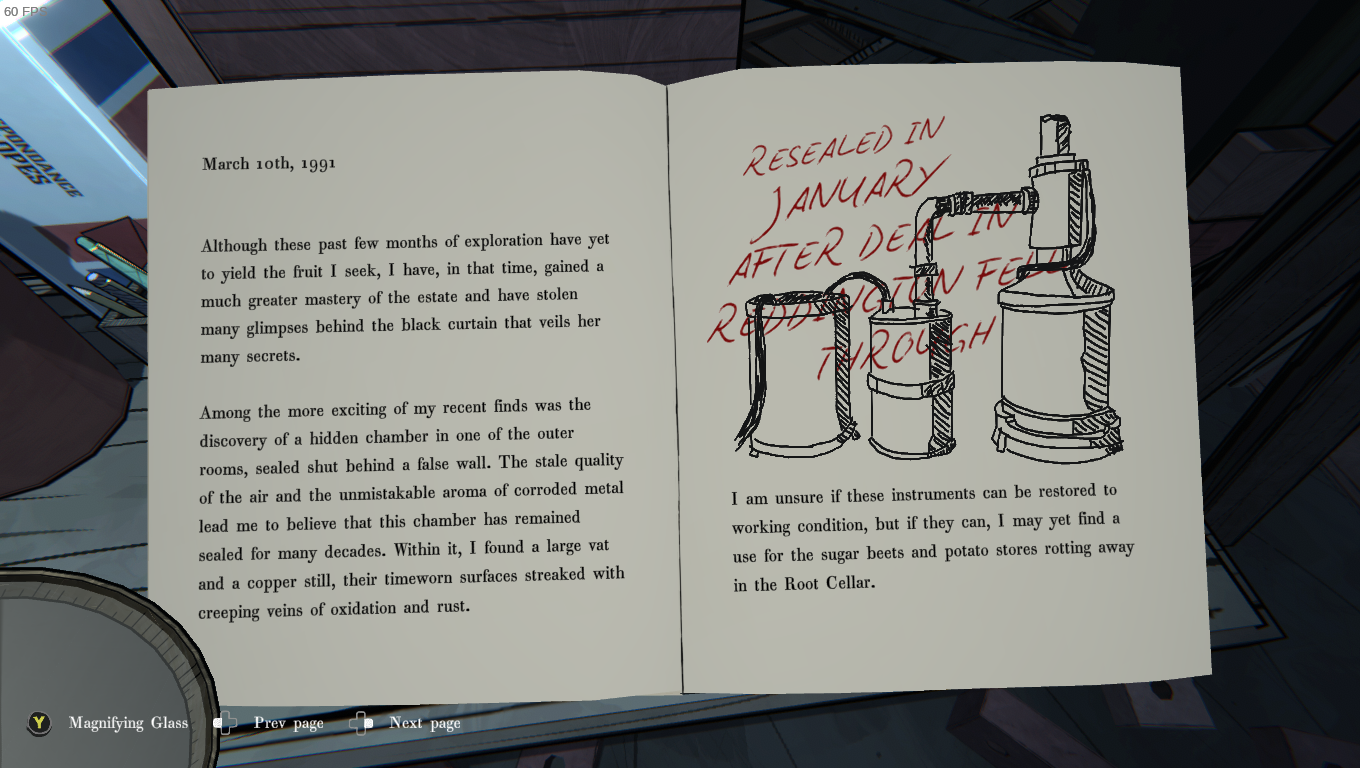 60 FPS
March 10th, 1991
Although these past few months of exploration have yet
to yield the fruit I seek, I have, in that time, gained a
much greater mastery of the estate and have stolen
many glimpses behind the black curtain that veils her
many secrets.
Among the more exciting of my recent finds was the
discovery of a hidden chamber in one of the outer
rooms, sealed shut behind a false wall. The stale quality
of the air and the unmistakable aroma of corroded metal
lead me to believe that this chamber has remained
sealed for many decades. Within it, I found a large vat
and a copper still, their timeworn surfaces streaked with
creeping veins of oxidation and rust.
RESEALED IN
JANUARY
AFTER DEAL IN
REDDINGTON FELL
THROUGH
I am unsure if these instruments can be restored to
working condition, but if they can, I may yet find a
use for the sugar beets and potato stores rotting away
in the Root Cellar.
Y Magnifying Glass Prev page Next page